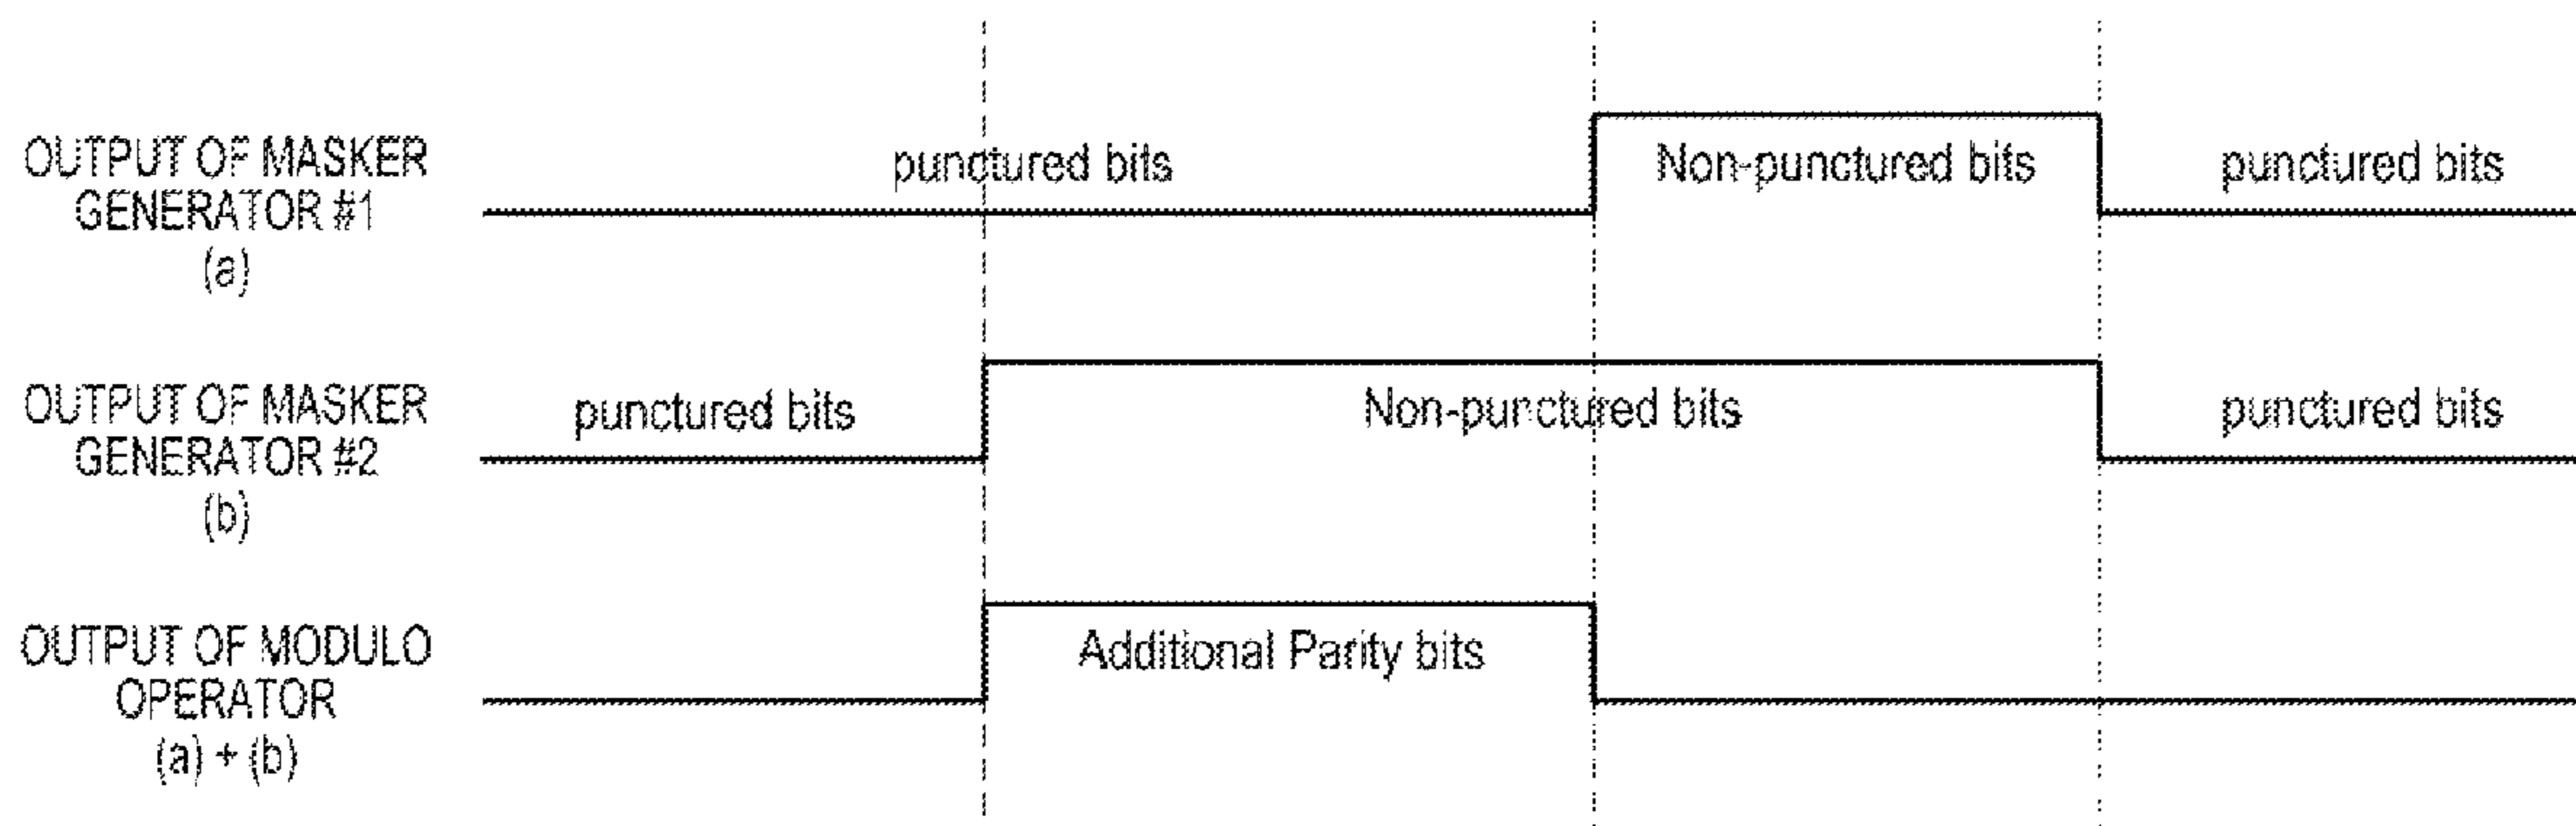 OUTPUT OF MASKER
GENERATOR #1
(a)
punctured bits
Non-punctured bits
punctured bits
OUTPUT OF MASKER
GENERATOR #2
(b)
punctured bits
Non-punctured bits
punctured bits
OUTPUT OF MODULO
OPERATOR
(a) + (b)
Additional Parity bits